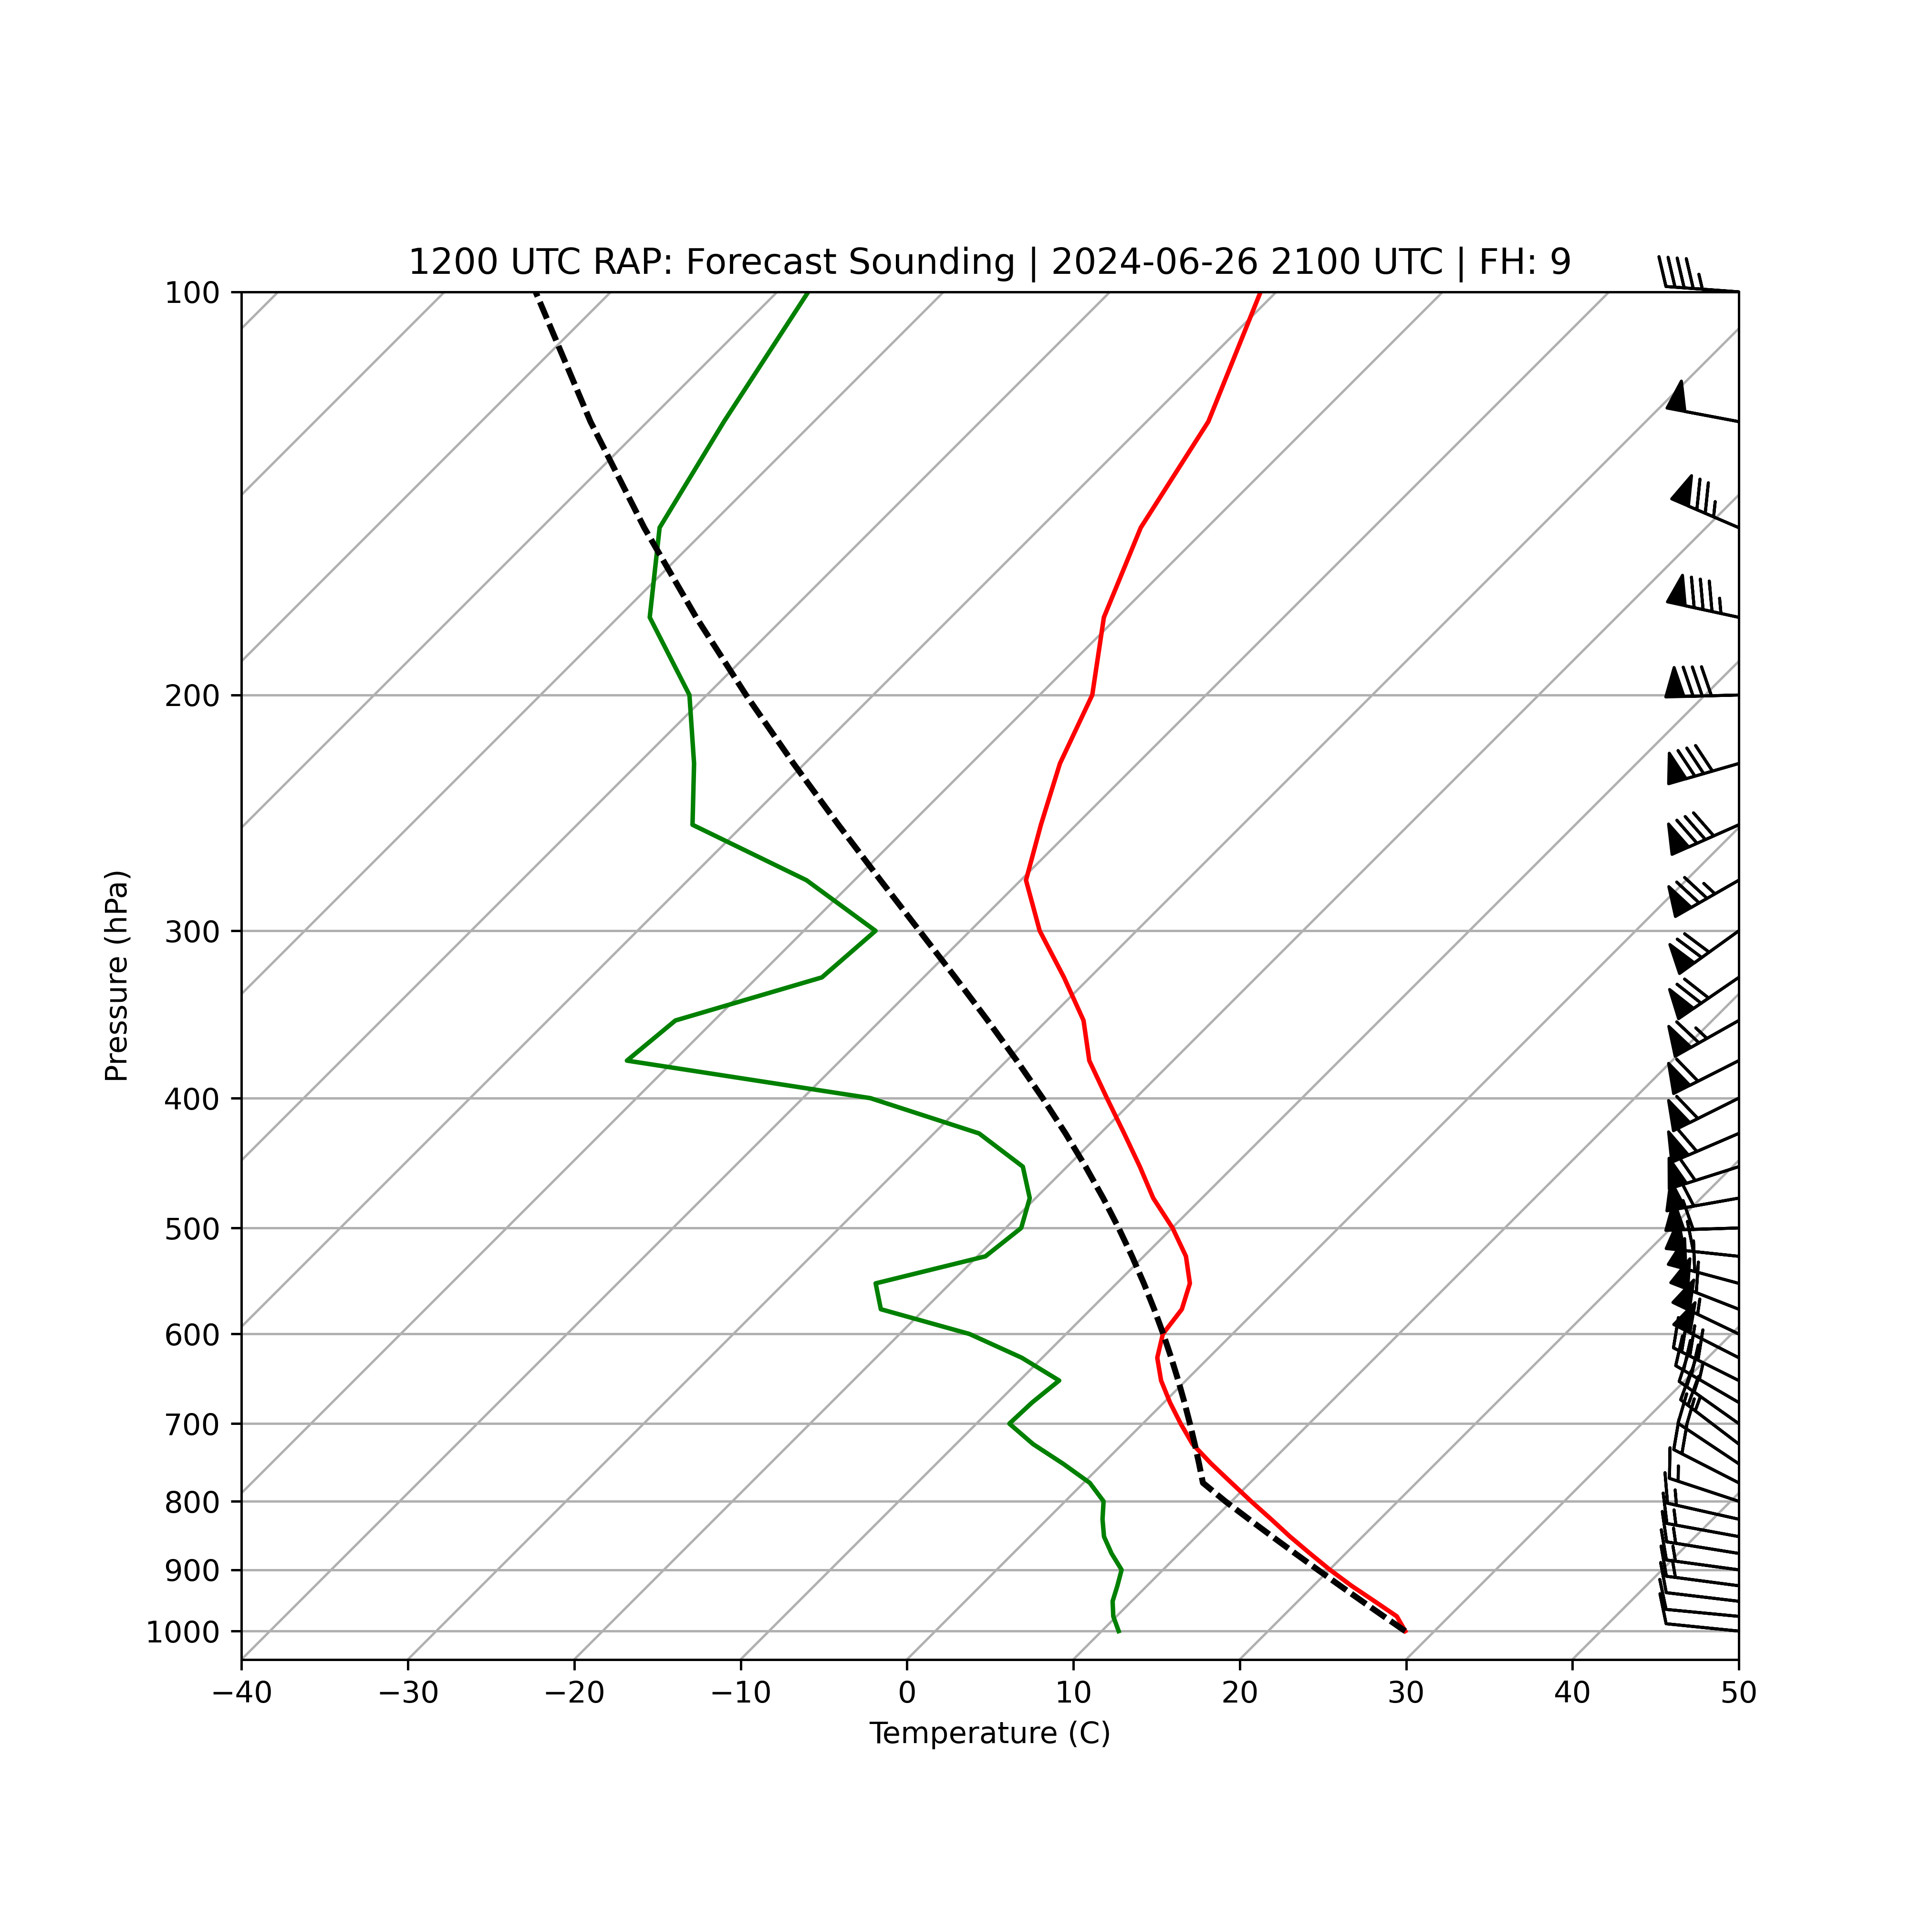 1200 UTC RAP: Forecast Sounding | 2024-06-26 2100 UTC | FH: 9
100
200
300
400
500
600
700
800
900
1000
Pressure (hPa)
−40 −30 −20 −10 0 10 20 30 40 50
Temperature (C)